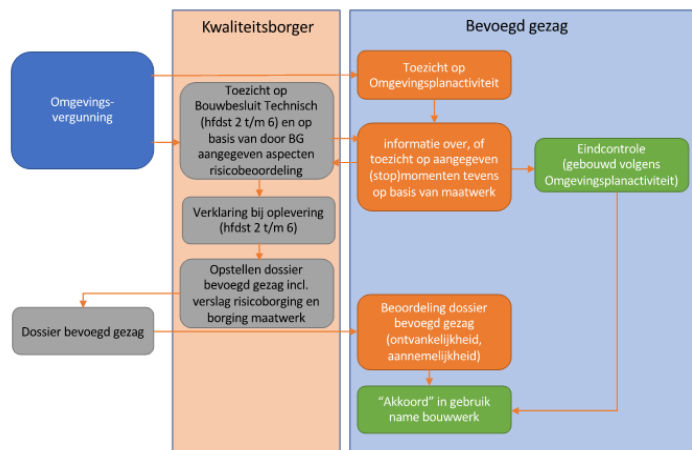 Kwaliteitsborger
Bevoegd gezag
Omgevings-
vergunning
Toezicht op
Bouwbesluit Technisch
(hfdst 2 t/m 6) en op
basis van door BG
aangegeven aspecten
risicobeoordeling
Toezicht op
Omgevingsplanactiviteit
informatie over, of
toezicht op aangegeven
(stop)momenten tevens
op basis van maatwerk
Eindcontrole
(gebouwd volgens
Omgevingsplanactiviteit)
Verklaring bij oplevering
(hfdst 2 t/m 6)
Opstellen dossier
bevoegd gezag incl.
verslag risicoborging en
borging maatwerk
Dossier bevoegd gezag
Beoordeling dossier
bevoegd gezag
(ontvankelijkheid,
aannemelijkheid)
“Akkoord” in gebruik
name bouwwerk